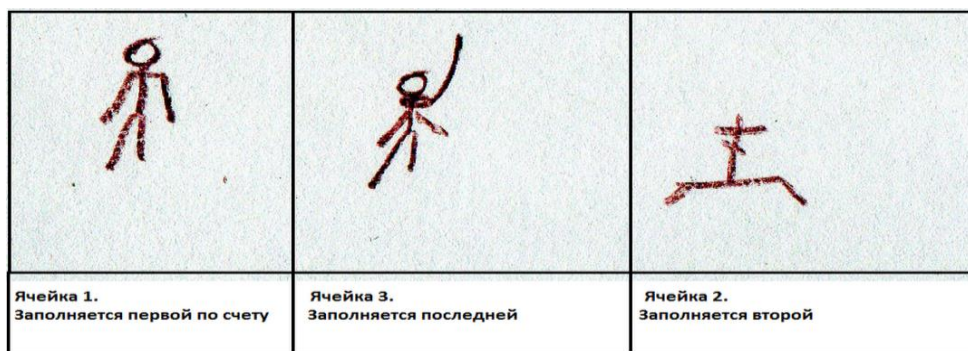 Ячейка 1.
Заполняется первой по счету
Ячейка 3.
Заполняется последней
Ячейка 2.
Заполняется второй